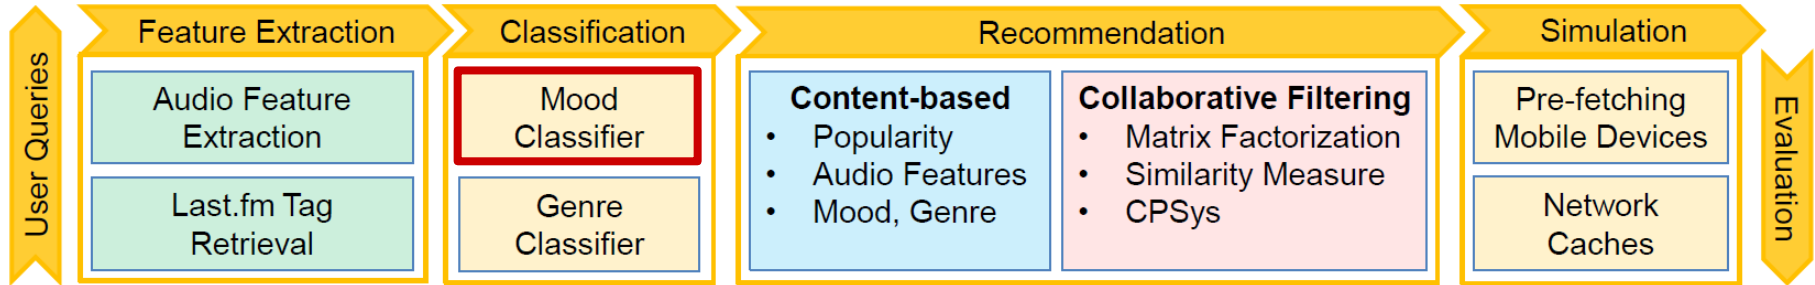 User Queries
Feature Extraction
Audio Feature
Extraction
Last.fm Tag
Retrieval
Classification
Mood
Classifier
Genre
Classifier
Recommendation
Content-based
• Popularity
• Audio Features
• Mood, Genre
Collaborative Filtering
• Matrix Factorization
• Similarity Measure
• CPSys
Simulation
Pre-fetching
Mobile Devices
Network
Caches
Evaluation